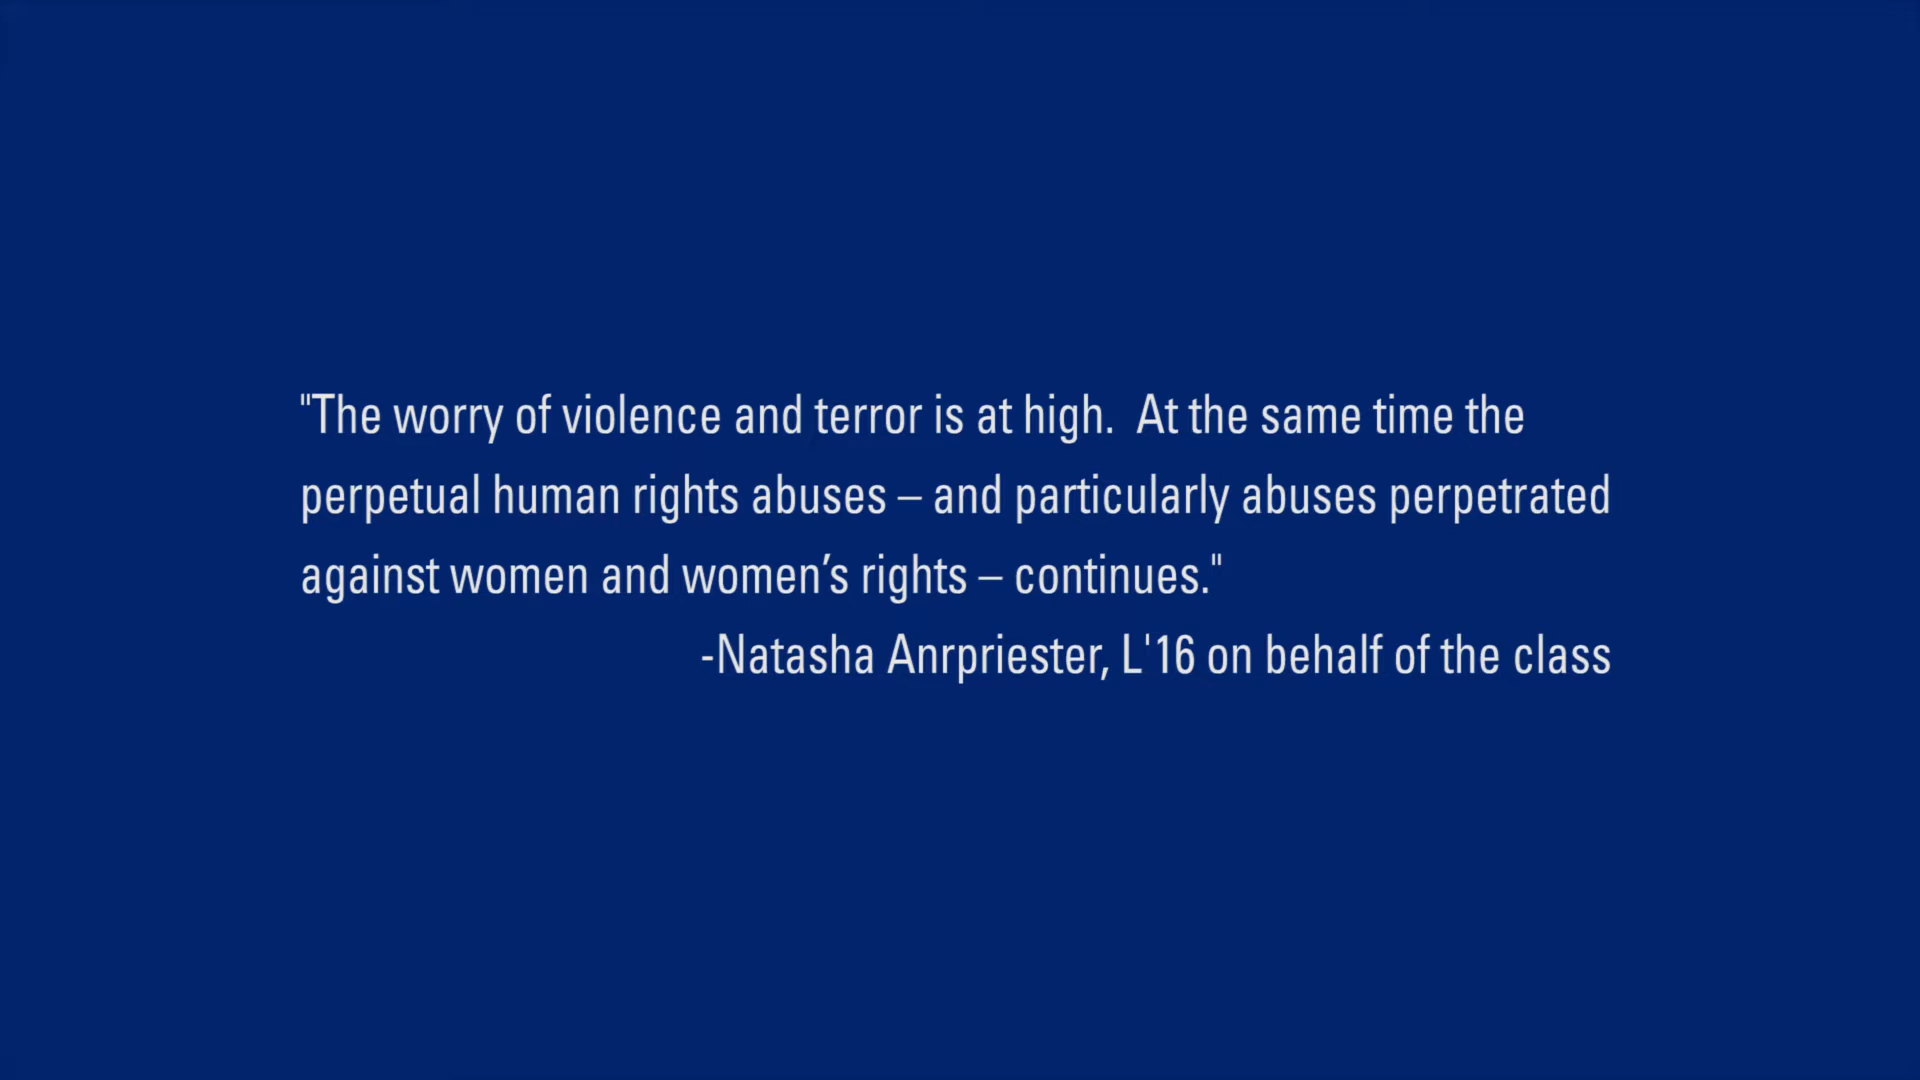 "The worry of violence and terror is at high.  At the same time the
perpetual human rights abuses – and particularly abuses perpetrated
against women and women’s rights – continues."
-Natasha Anrpriester, L'16 on behalf of the class